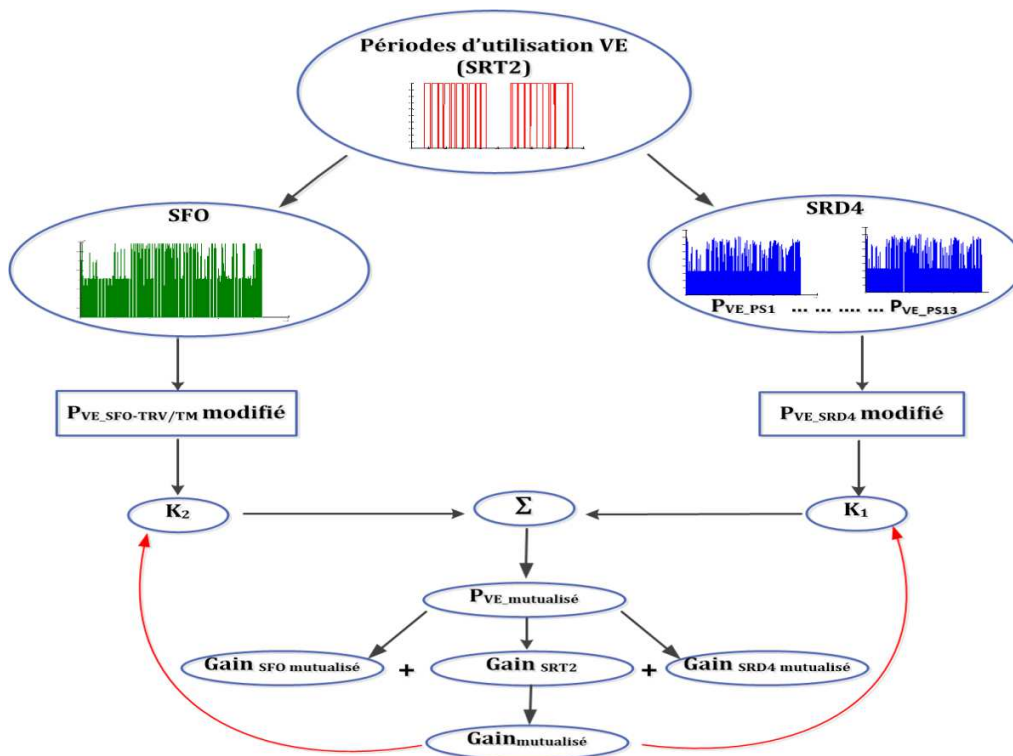 Périodes d'utilisation VE
(SRT2)
SFO
SRD4
PVE_PS1 ... ... .... ... PVE_PS13
PVE_SFO-TRV/TM modifié
PVE_SRD4 modifié
K2
Σ
K1
PVE_mutualisé
Gain SFO mutualisé + Gain SRT2 + Gain SRD4 mutualisé
Gainmutualisé